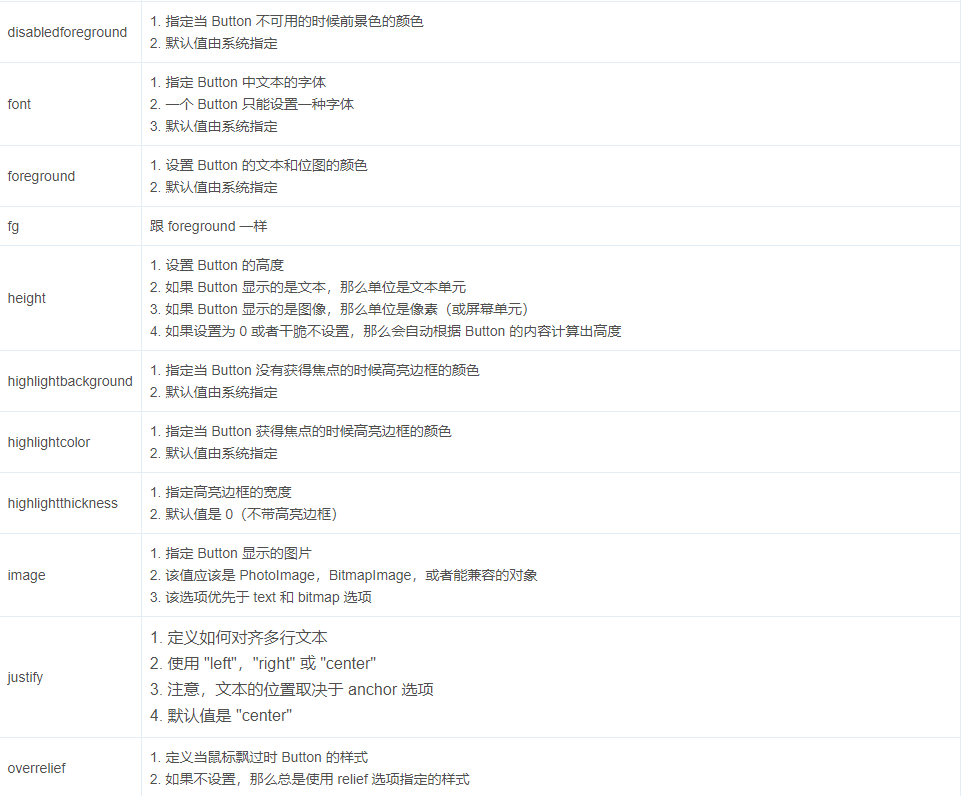 disabledforeground
1. 指定当 Button 不可用的时候前景色的颜色
2. 默认值由系统指定
font
1. 指定 Button 中文本的字体
2. 一个 Button 只能设置一种字体
3. 默认值由系统指定
foreground
1. 设置 Button 的文本和位图的颜色
2. 默认值由系统指定
fg
跟 foreground 一样
height
1. 设置 Button 的高度
2. 如果 Button 显示的是文本，那么单位是文本单元
3. 如果 Button 显示的是图像，那么单位是像素（或屏幕单元）
4. 如果设置为 0 或者干脆不设置，那么会自动根据 Button 的内容计算出高度
highlightbackground
1. 指定当 Button 没有获得焦点的时候高亮边框的颜色
2. 默认值由系统指定
highlightcolor
1. 指定当 Button 获得焦点的时候高亮边框的颜色
2. 默认值由系统指定
highlightthickness
1. 指定高亮边框的宽度
2. 默认值是 0（不带高亮边框）
image
1. 指定 Button 显示的图片
2. 该值应该是 PhotoImage，BitmapImage，或者能兼容的对象
3. 该选项优先于 text 和 bitmap 选项
justify
1. 定义如何对齐多行文本
2. 使用 "left"，"right" 或 "center"
3. 注意，文本的位置取决于 anchor 选项
4. 默认值是 "center"
overrelief
1. 定义当鼠标飘过时 Button 的样式
2. 如果不设置，那么总是使用 relief 选项指定的样式